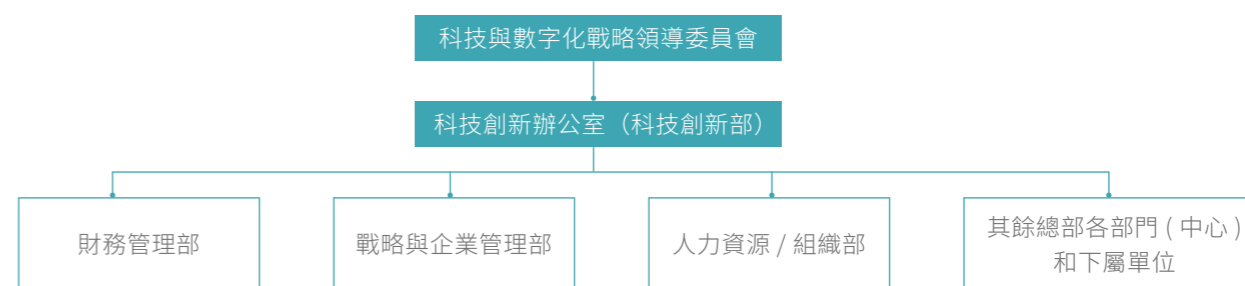 科技與數字化戰略領導委員會
科技創新辦公室（科技創新部）
財務管理部
戰略與企業管理部
人力資源 / 組織部
其餘總部各部門 ( 中心 )
和下屬單位